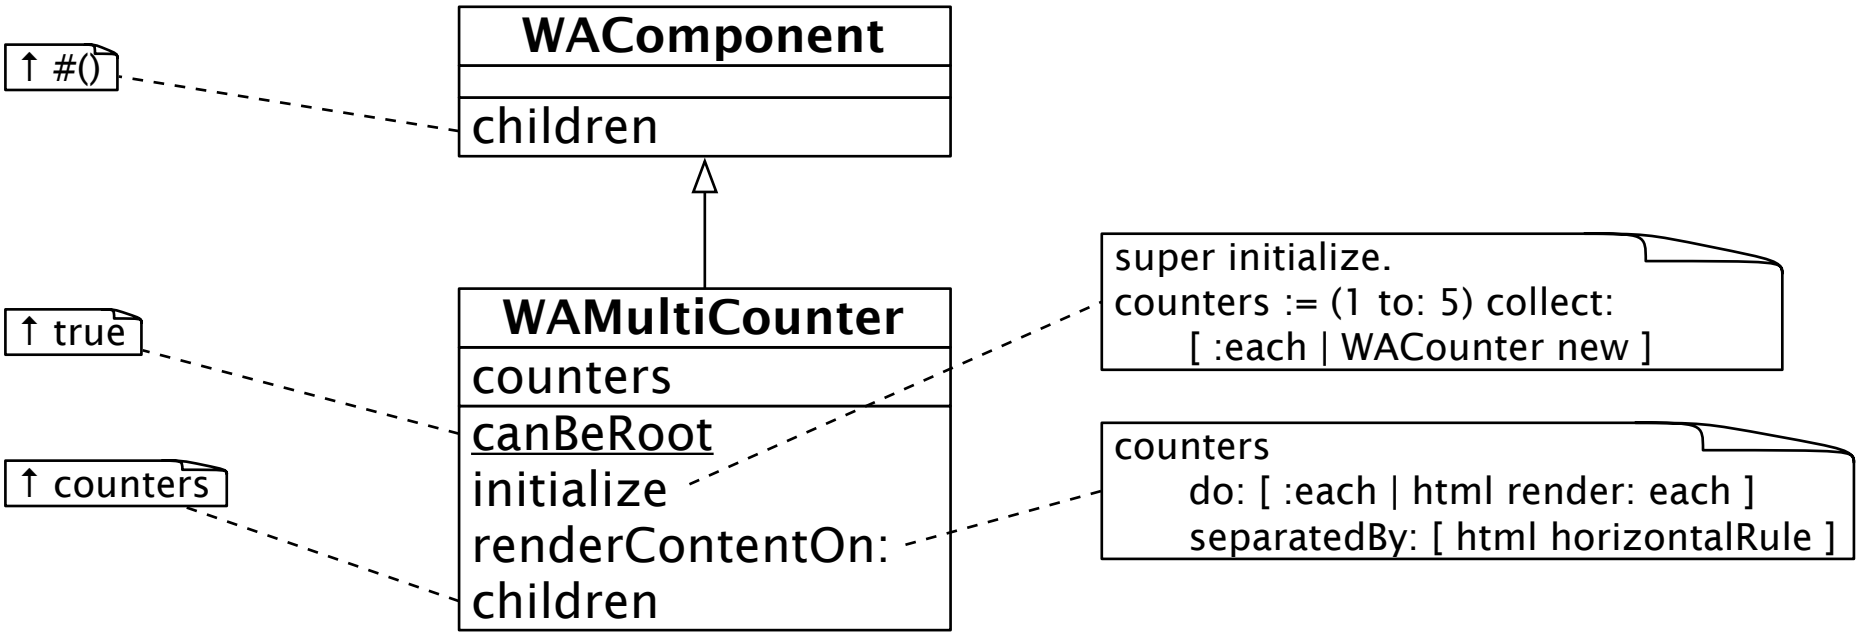 WAComponent
↑ #()
children
WAMultiCounter
counters
canBeRoot
initialize
renderContentOn:
children
↑ true
↑ counters
super initialize.
counters := (1 to: 5) collect:
[ :each | WACounter new ]
counters
do: [ :each | html render: each ]
separatedBy: [ html horizontalRule ]